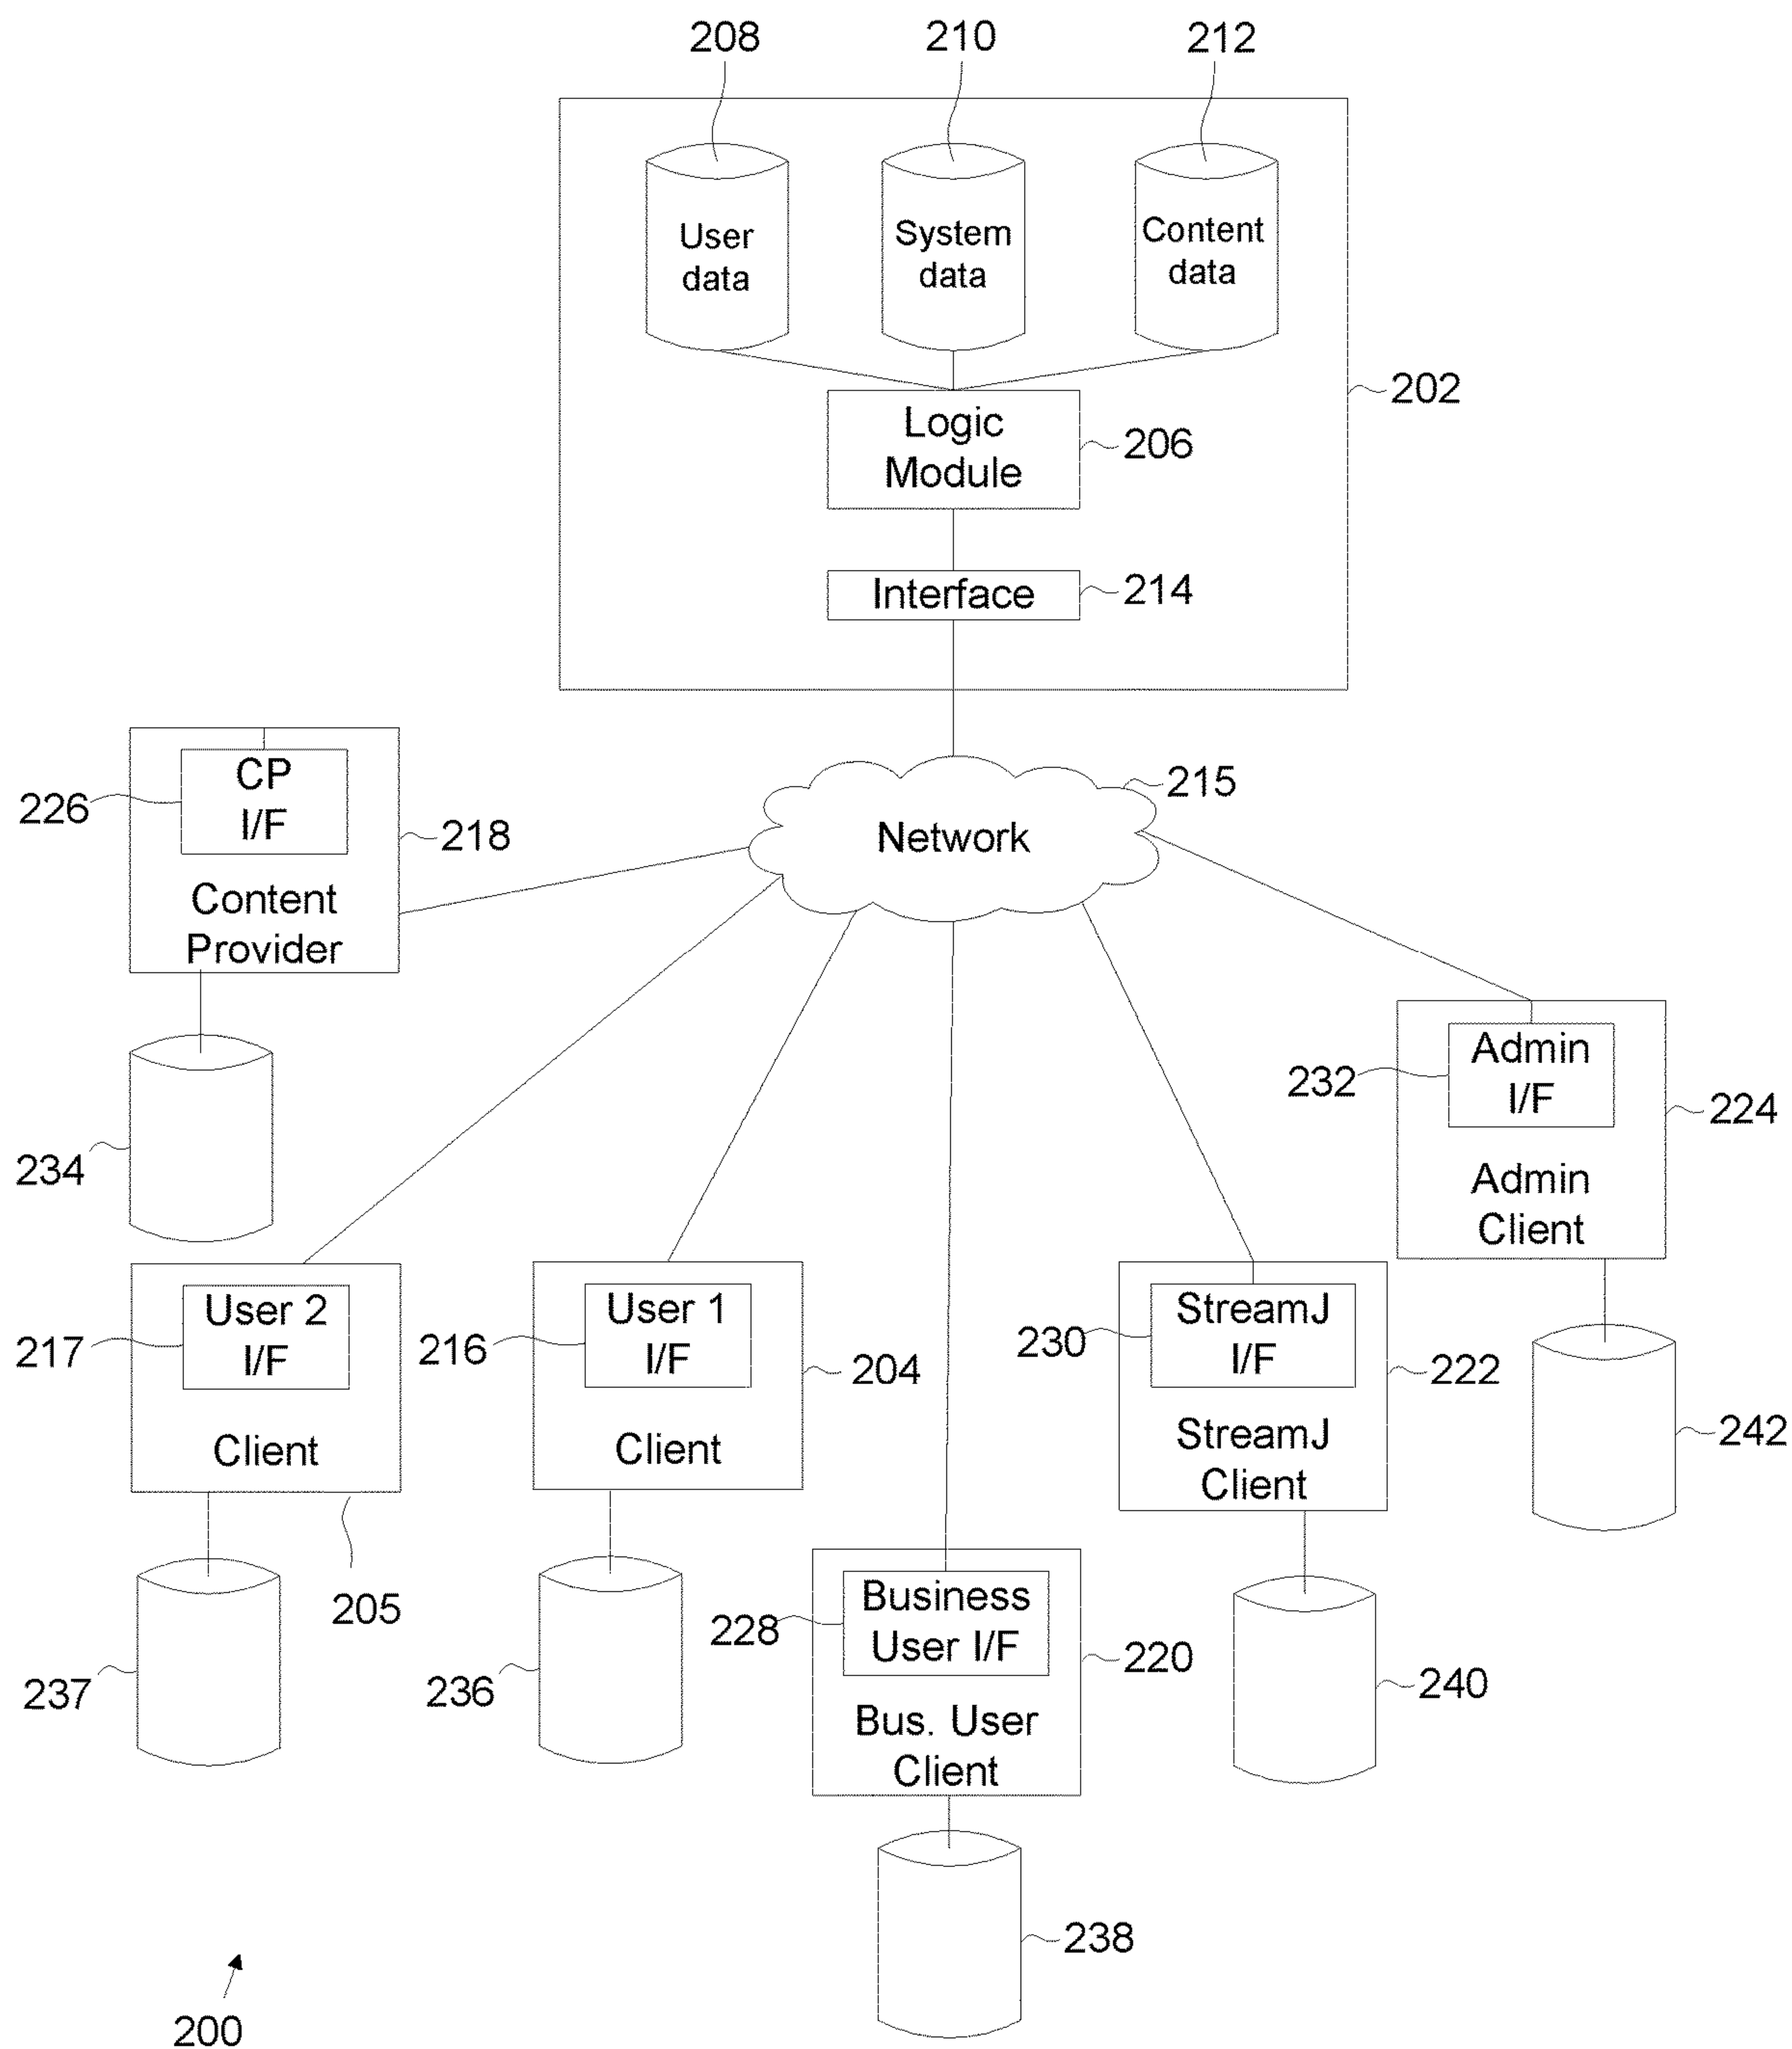 208
210
212
User
data
System
data
Content
data
202
Logic
Module
206
Interface
214
215
Network
CP
I/F
226
218
Content
Provider
234
Admin
I/F
232
224
Admin
Client
242
User 2
I/F
217
Client
205
237
User 1
I/F
216
204
Client
236
StreamJ
I/F
230
222
StreamJ
Client
240
Business
User I/F
228
220
Bus. User
Client
238
200